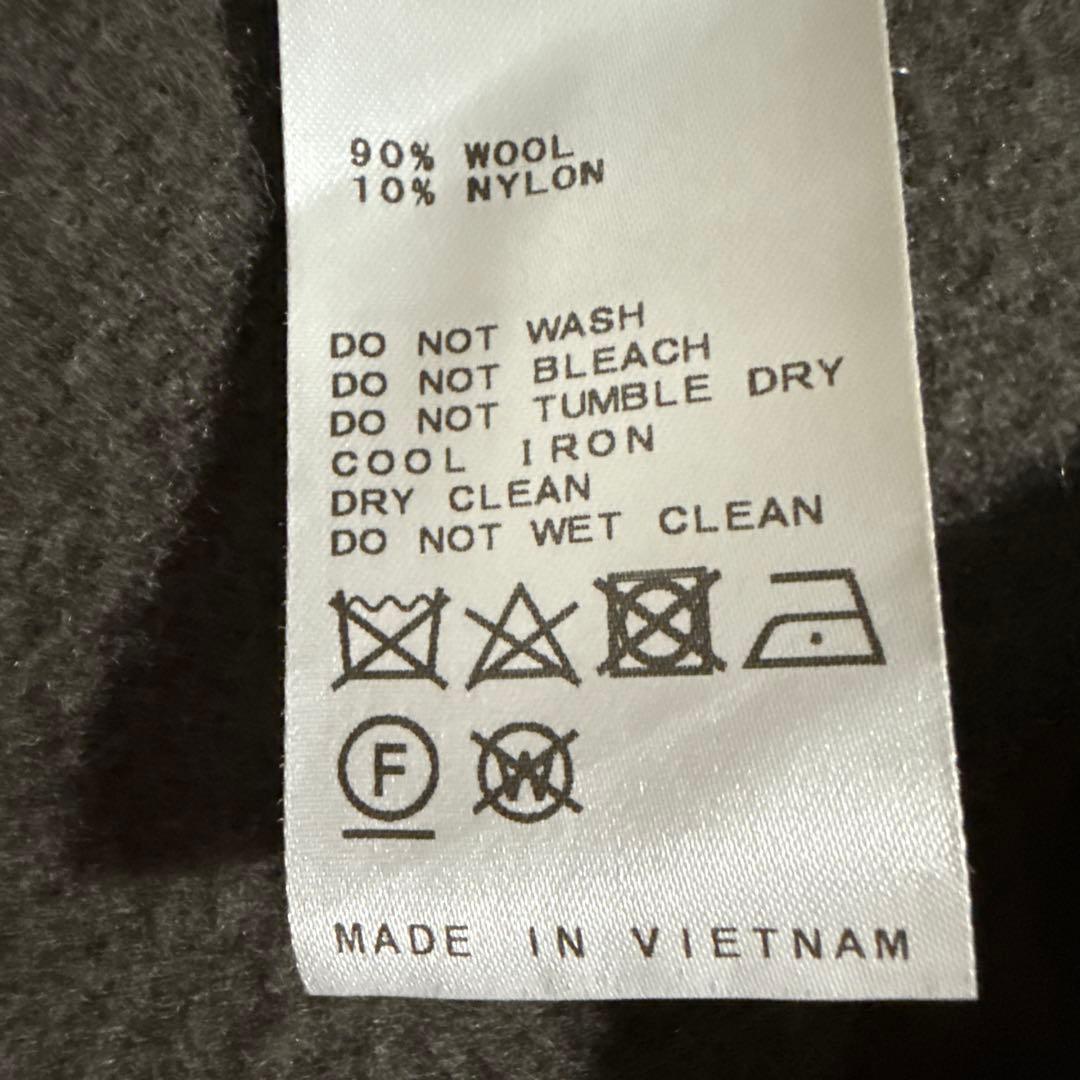 90% WOOL
10% NYLON
DO NOT WASH
DO NOT BLEACH
DO NOT TUMBLE DRY
COOL IRON
DRY CLEAN
DO NOT WET CLEAN
F W
MADE IN VIETNAM